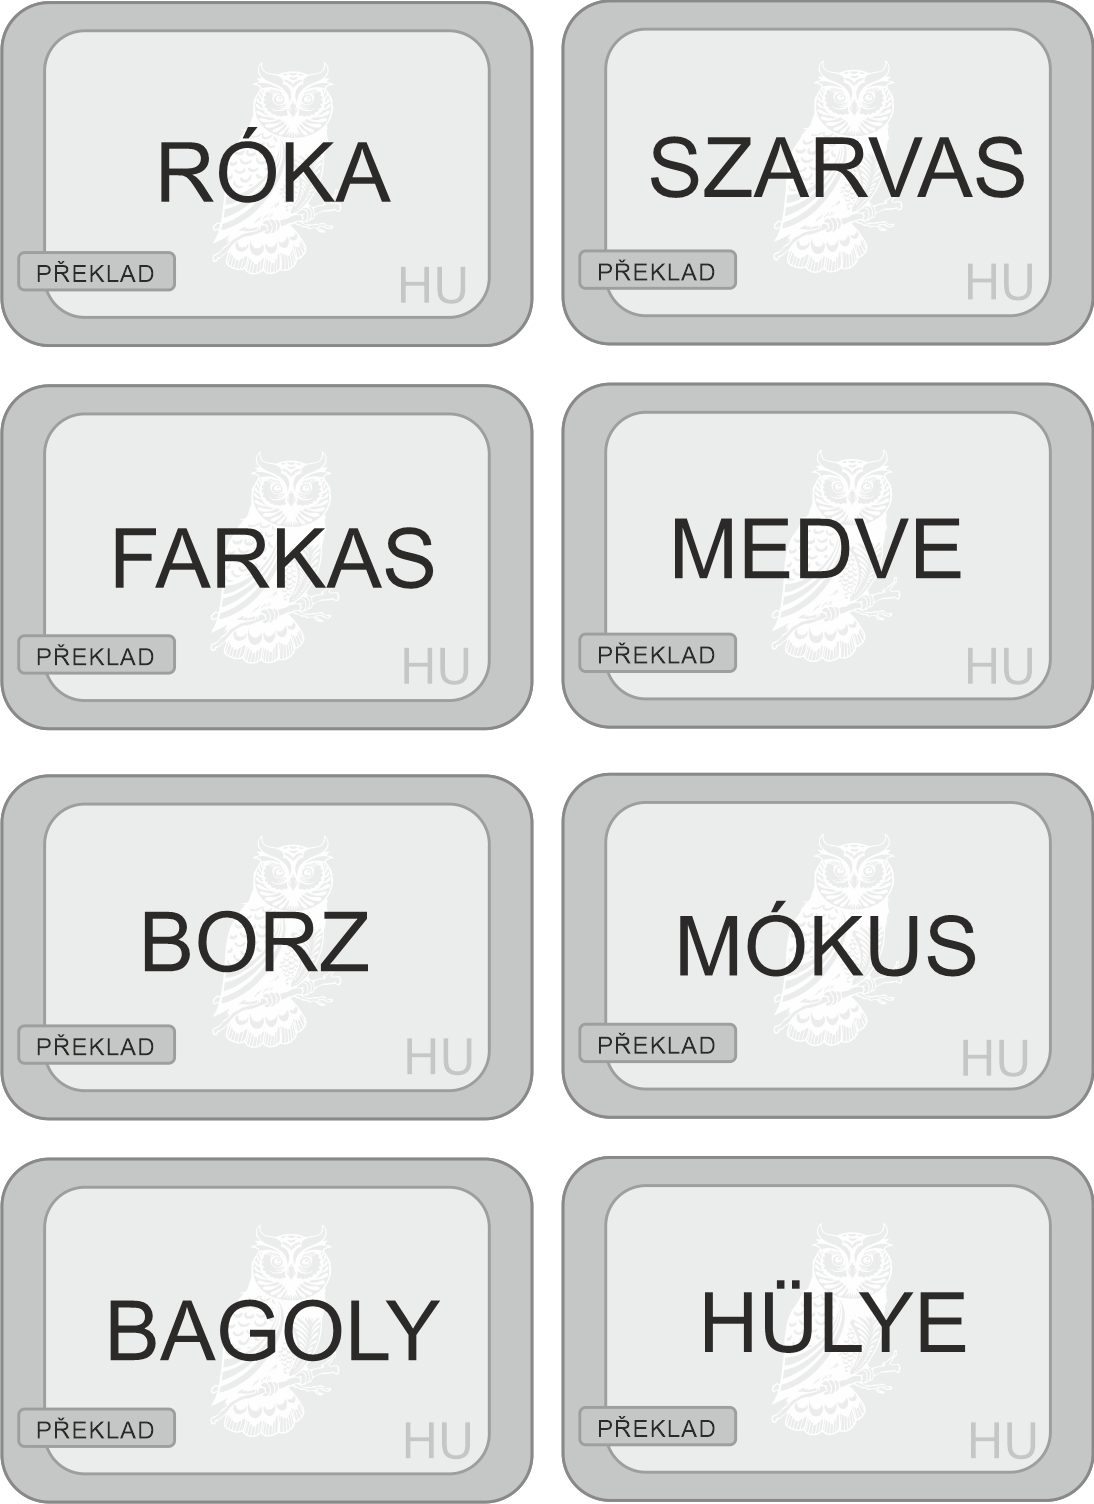 RÓKA
PŘEKLAD
HU
SZARVAS
PŘEKLAD
HU
FARKAS
PŘEKLAD
HU
MEDVE
PŘEKLAD
HU
BORZ
PŘEKLAD
HU
MÓKUS
PŘEKLAD
HU
BAGOLY
PŘEKLAD
HU
HÜLYE
PŘEKLAD
HU